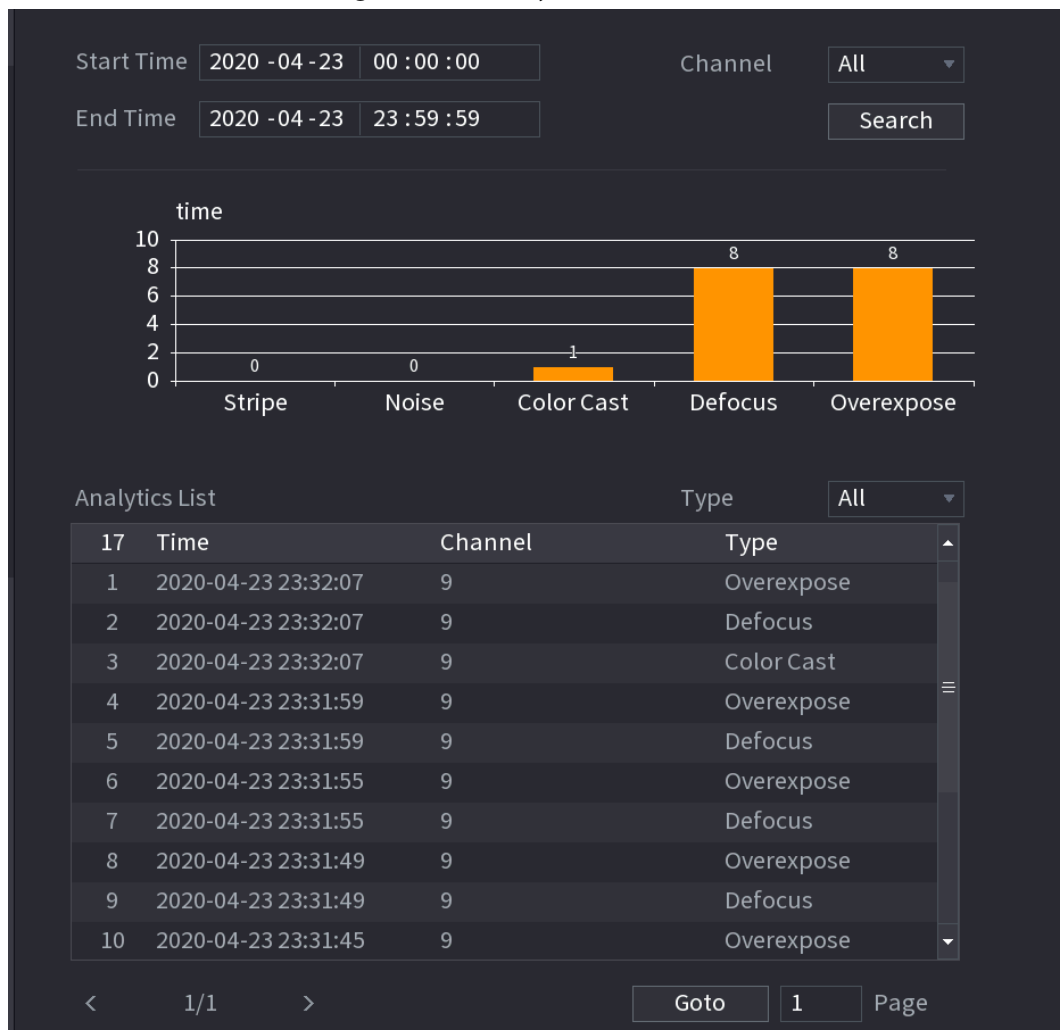 Start Time 2020 -04 -23 00 : 00 : 00 Channel All
End Time 2020 -04 -23 23 : 59 : 59 Search
time
10
8 8 8
6
4
2 1
0 0 0
Stripe Noise Color Cast Defocus Overexpose
Analytics List Type All
17 Time Channel Type
1 2020-04-23 23:32:07 9 Overexpose
2 2020-04-23 23:32:07 9 Defocus
3 2020-04-23 23:32:07 9 Color Cast
4 2020-04-23 23:31:59 9 Overexpose
5 2020-04-23 23:31:59 9 Defocus
6 2020-04-23 23:31:55 9 Overexpose
7 2020-04-23 23:31:55 9 Defocus
8 2020-04-23 23:31:49 9 Overexpose
9 2020-04-23 23:31:49 9 Defocus
10 2020-04-23 23:31:45 9 Overexpose
< 1/1 > Goto 1 Page